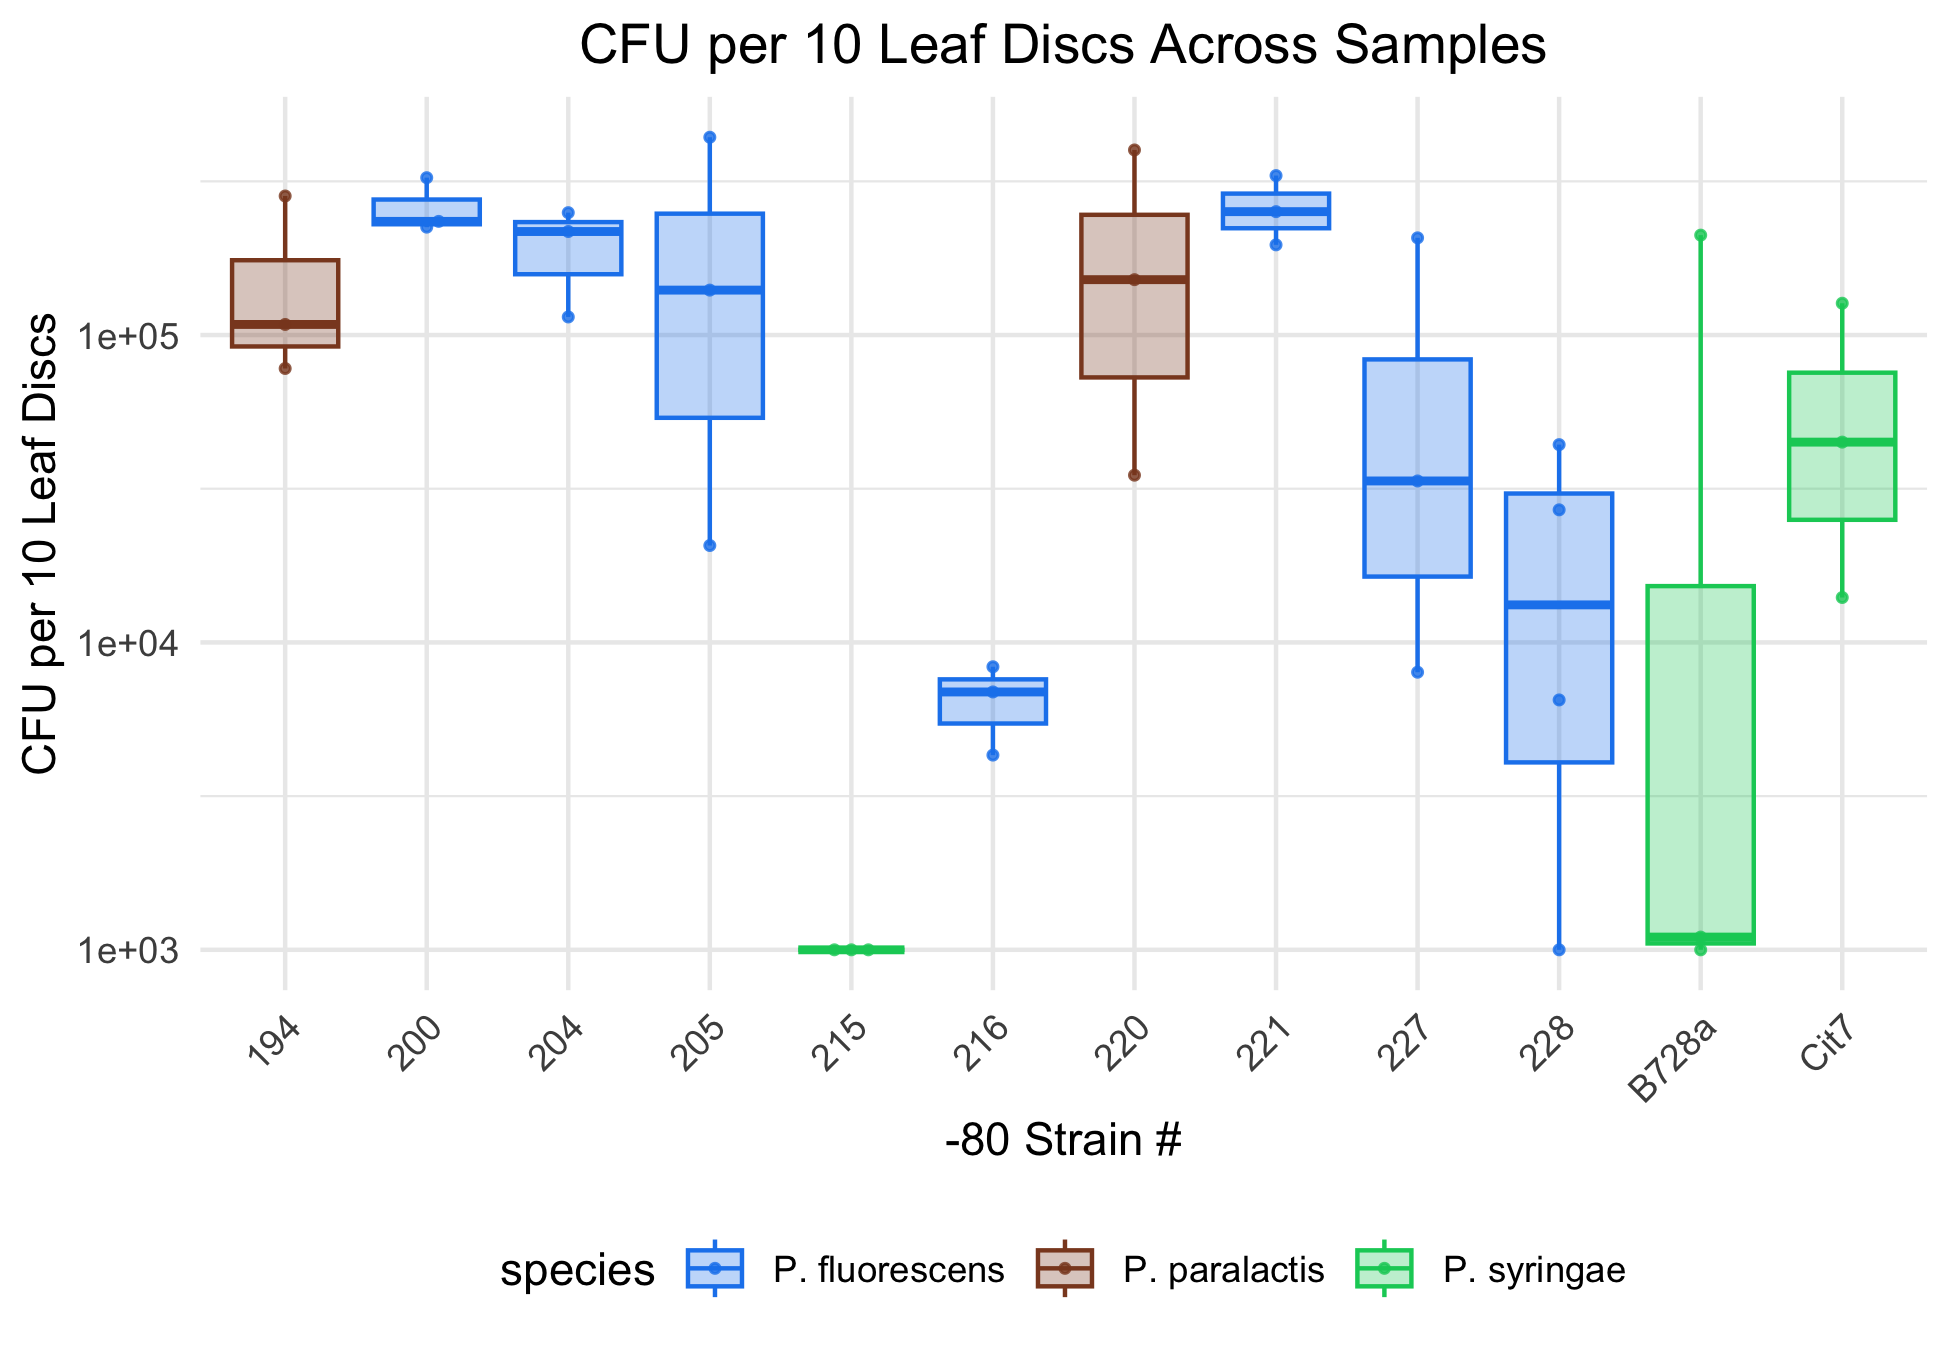 CFU per 10 Leaf Discs Across Samples
CFU per 10 Leaf Discs
1e+05
1e+04
1e+03
194 200 204 205 215 216 220 221 227 228 B728a Cit7
-80 Strain #
species P. fluorescens P. paralactis P. syringae